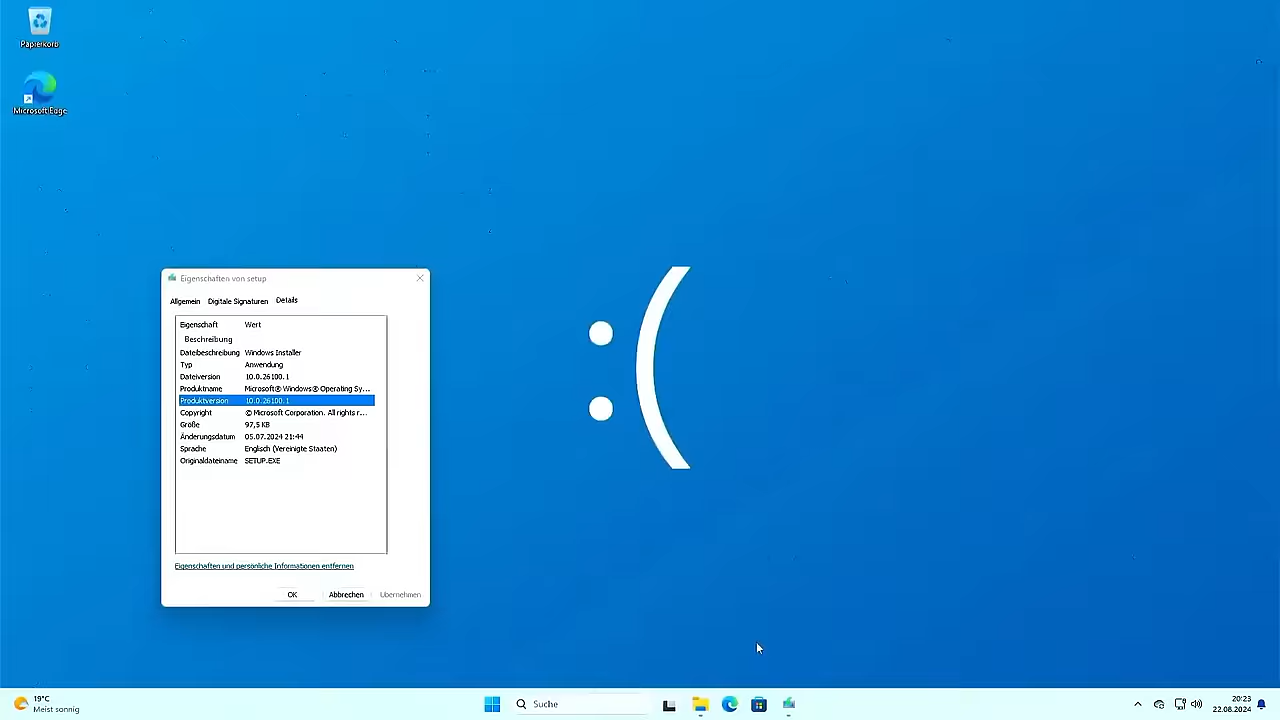 Papierkorb
Microsoft Edge
Eigenschaften von setup
Allgemein Digitale Signaturen Details
Eigenschaft Wert
Beschreibung
Dateibeschreibung Windows Installer
Typ Anwendung
Dateiversion 10.0.26100.1
Produktname Microsoft® Windows® Operating Sy...
Produktversion 10.0.26100.1
Copyright © Microsoft Corporation. All rights r...
Größe 97,5 KB
Änderungsdatum 05.07.2024 21:44
Sprache Englisch (Vereinigte Staaten)
Originaldateiname SETUP.EXE
Eigenschaften und persönliche Informationen entfernen
OK Abbrechen Übernehmen
:(
19°C
Meist sonnig
Suche
20:23
22.08.2024